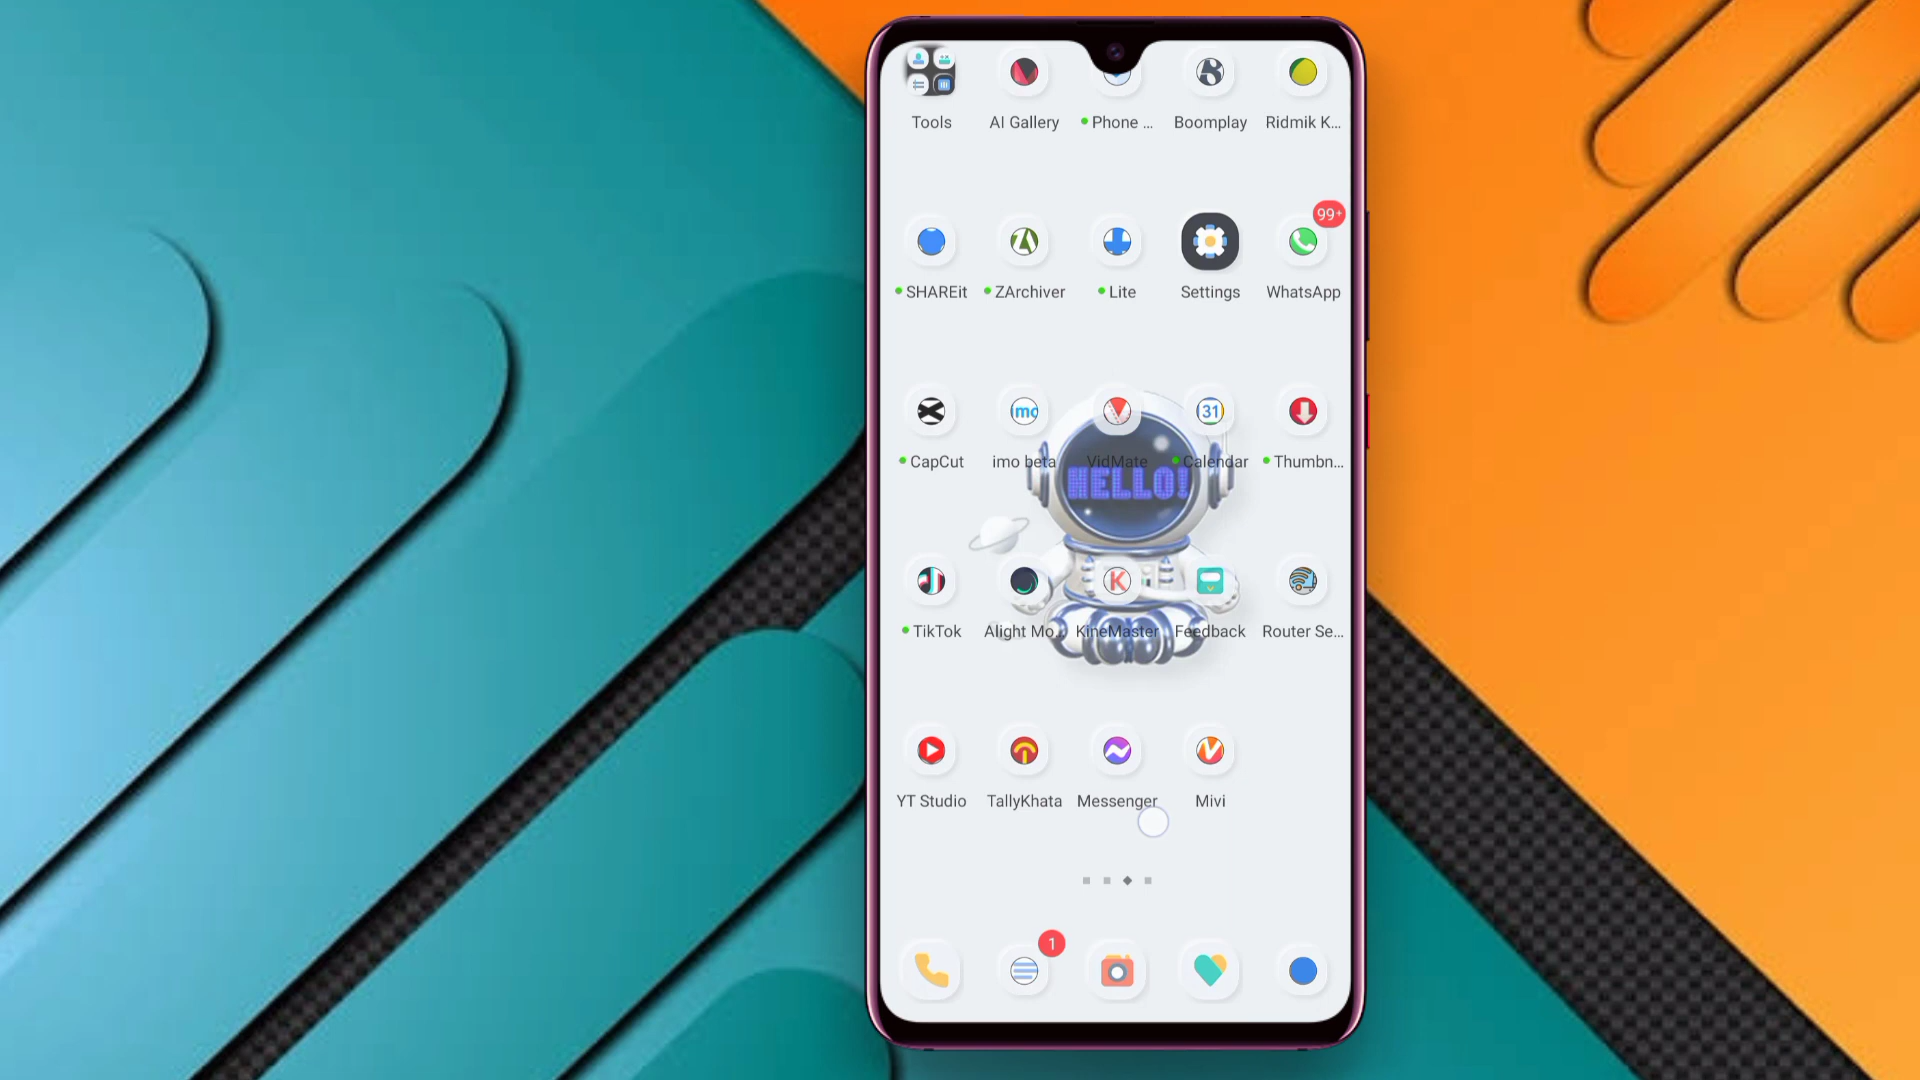 Tools AI Gallery Phone ... Boomplay Ridmik K...
99+
SHAREit ZArchiver Lite Settings WhatsApp
imo 31
CapCut imo beta VidMate Calendar Thumbn...
HELLO!
TikTok Alight Mo... KineMaster Feedback Router Se...
YT Studio TallyKhata Messenger Mivi
1